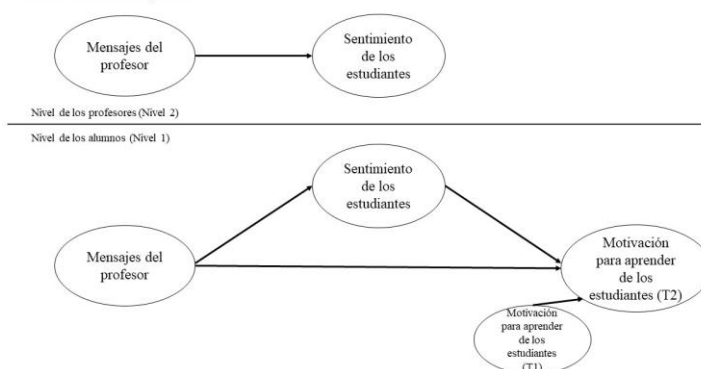 Mensajes del
profesor
Sentimiento
de los
estudiantes
Nivel de los profesores (Nivel 2)
Nivel de los alumnos (Nivel 1)
Sentimiento
de los
estudiantes
Mensajes del
profesor
Motivación
para aprender
de los
estudiantes (T2)
Motivación
para aprender
de los
estudiantes
(T1)